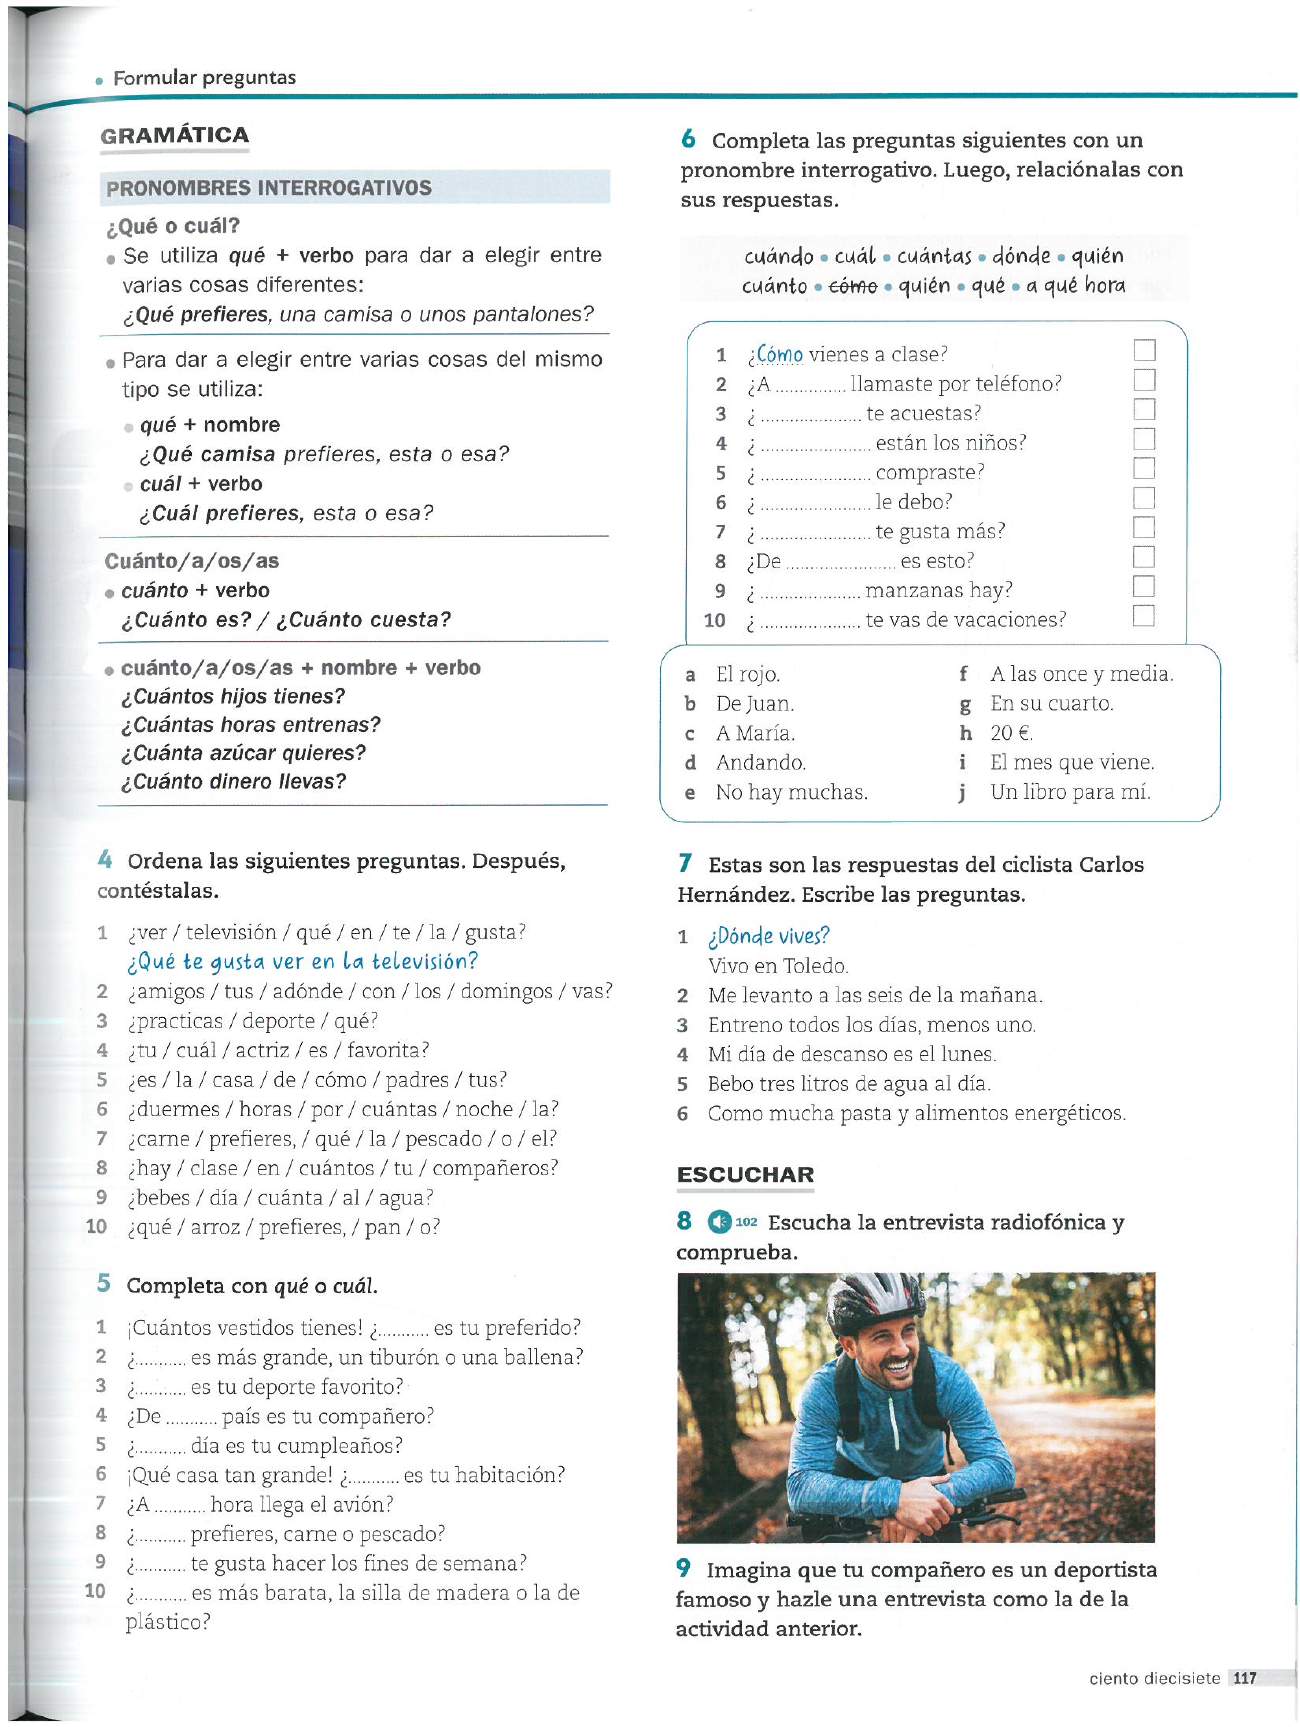 • Formular preguntas
GRAMÁTICA
PRONOMBRES INTERROGATIVOS
¿Qué o cuál?
• Se utiliza qué + verbo para dar a elegir entre
varias cosas diferentes:
¿Qué prefieres, una camisa o unos pantalones?
• Para dar a elegir entre varias cosas del mismo
tipo se utiliza:
• qué + nombre
¿Qué camisa prefieres, esta o esa?
• cuál + verbo
¿Cuál prefieres, esta o esa?
Cuánto/a/os/as
• cuánto + verbo
¿Cuánto es? / ¿Cuánto cuesta?
• cuánto/a/os/as + nombre + verbo
¿Cuántos hijos tienes?
¿Cuántas horas entrenas?
¿Cuánta azúcar quieres?
¿Cuánto dinero llevas?
4 Ordena las siguientes preguntas. Después,
contéstalas.
1 ¿ver / televisión / qué / en / te / la / gusta?
¿Qué te gusta ver en la televisión?
2 ¿amigos / tus / adónde / con / los / domingos / vas?
3 ¿practicas / deporte / qué?
4 ¿tu / cuál / actriz / es / favorita?
5 ¿es / la / casa / de / cómo / padres / tus?
6 ¿duermes / horas / por / cuántas / noche / la?
7 ¿carne / prefieres, / qué / la / pescado / o / el?
8 ¿hay / clase / en / cuántos / tu / compañeros?
9 ¿bebes / día / cuánta / al / agua?
10 ¿qué / arroz / prefieres, / pan / o?
5 Completa con qué o cuál.
1 ¡Cuántos vestidos tienes! ¿........... es tu preferido?
2 ¿........... es más grande, un tiburón o una ballena?
3 ¿........... es tu deporte favorito?
4 ¿De ........... país es tu compañero?
5 ¿........... día es tu cumpleaños?
6 ¡Qué casa tan grande! ¿........... es tu habitación?
7 ¿A ........... hora llega el avión?
8 ¿........... prefieres, carne o pescado?
9 ¿........... te gusta hacer los fines de semana?
10 ¿........... es más barata, la silla de madera o la de
plástico?
6 Completa las preguntas siguientes con un
pronombre interrogativo. Luego, relaciónalas con
sus respuestas.
cuándo • cuál • cuántas • dónde • quién
cuánto • cómo • quién • qué • a qué hora
1 ¿Cómo vienes a clase?
2 ¿A ............... llamaste por teléfono?
3 ¿ ..................... te acuestas?
4 ¿ ....................... están los niños?
5 ¿ ....................... compraste?
6 ¿ ....................... le debo?
7 ¿ ....................... te gusta más?
8 ¿De ....................... es esto?
9 ¿ ..................... manzanas hay?
10 ¿ ..................... te vas de vacaciones?
a El rojo.
b De Juan.
c A María.
d Andando.
e No hay muchas.
f A las once y media.
g En su cuarto.
h 20 €.
i El mes que viene.
j Un libro para mí.
7 Estas son las respuestas del ciclista Carlos
Hernández. Escribe las preguntas.
1 ¿Dónde vives?
Vivo en Toledo.
2 Me levanto a las seis de la mañana.
3 Entreno todos los días, menos uno.
4 Mi día de descanso es el lunes.
5 Bebo tres litros de agua al día.
6 Como mucha pasta y alimentos energéticos.
ESCUCHAR
8 102 Escucha la entrevista radiofónica y
comprueba.
9 Imagina que tu compañero es un deportista
famoso y hazle una entrevista como la de la
actividad anterior.
ciento diecisiete 117